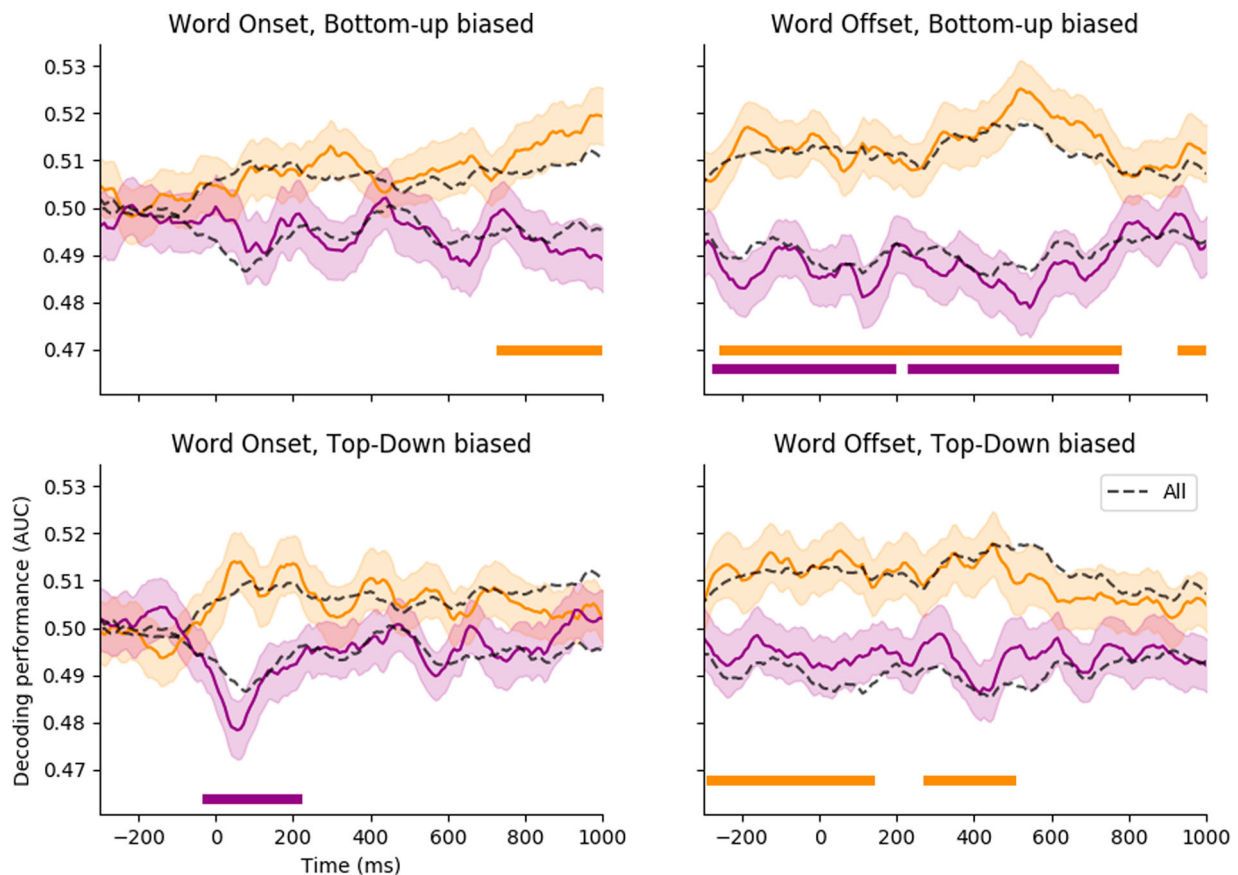 Word Onset, Bottom-up biased
Word Offset, Bottom-up biased
0.53
0.52
0.51
0.50
0.49
0.48
0.47
Word Onset, Top-Down biased
Word Offset, Top-Down biased
Decoding performance (AUC)
0.53
0.52
0.51
0.50
0.49
0.48
0.47
All
−200 0 200 400 600 800 1000
−200 0 200 400 600 800 1000
Time (ms)